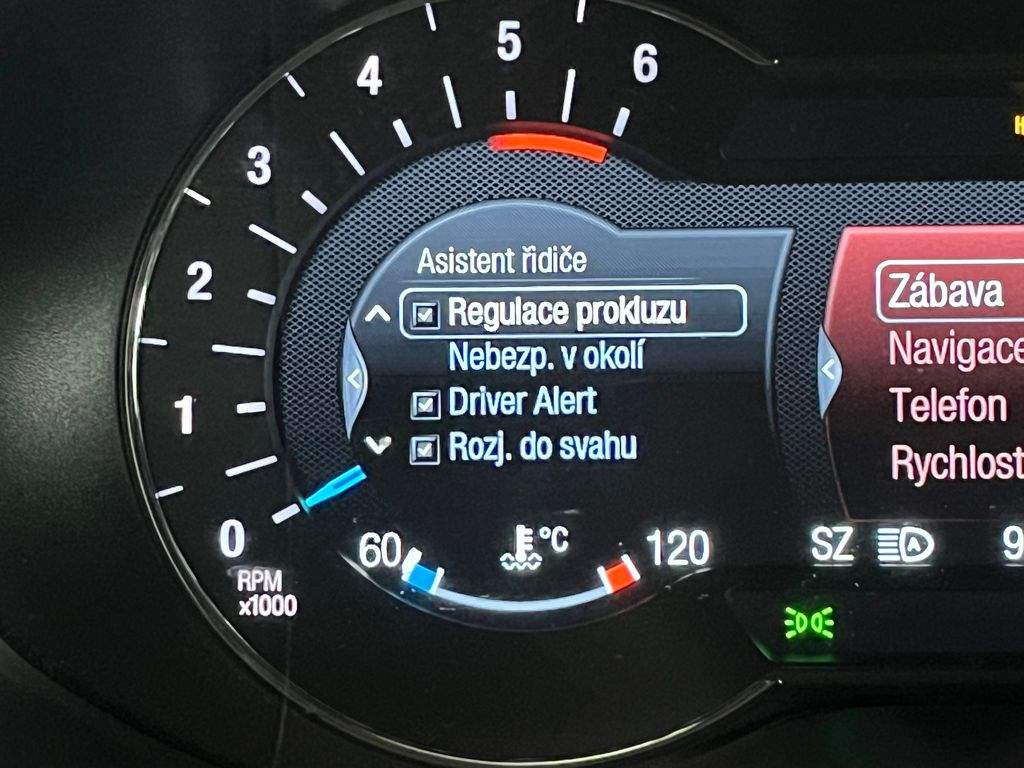 5
6
4
3
2
1
0
RPM
x1000
Asistent řidiče
Regulace prokluzu
Nebezp. v okolí
Driver Alert
Rozj. do svahu
60
°C
120
Zábava
Navigace
Telefon
Rychlost
SZ
9
H